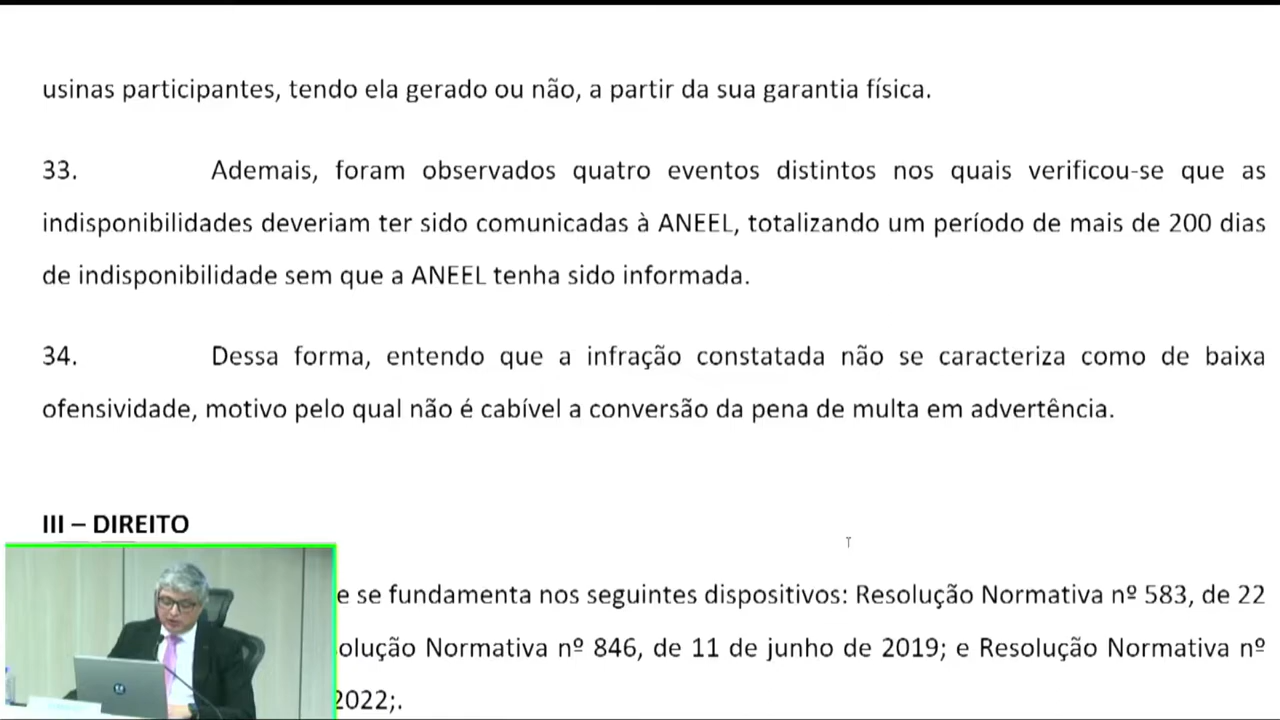 usinas participantes, tendo ela gerado ou não, a partir da sua garantia física.
33. Ademais, foram observados quatro eventos distintos nos quais verificou-se que as
indisponibilidades deveriam ter sido comunicadas à ANEEL, totalizando um período de mais de 200 dias
de indisponibilidade sem que a ANEEL tenha sido informada.
34. Dessa forma, entendo que a infração constatada não se caracteriza como de baixa
ofensividade, motivo pelo qual não é cabível a conversão da pena de multa em advertência.
III – DIREITO
e se fundamenta nos seguintes dispositivos: Resolução Normativa nº 583, de 22
olução Normativa nº 846, de 11 de junho de 2019; e Resolução Normativa nº
2022;.